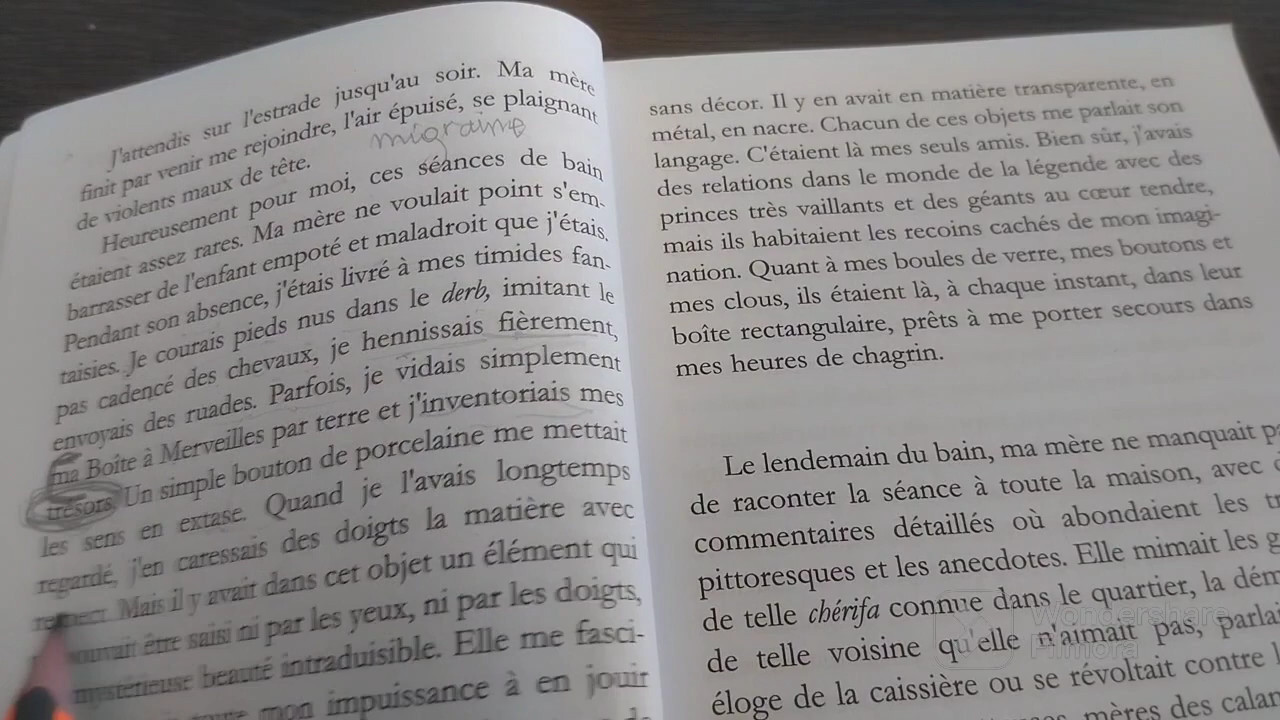 J'attendis sur l'estrade jusqu'au soir. Ma mère
finit par venir me rejoindre, l'air épuisé, se plaignant
de violents maux de tête.
migraine
Heureusement pour moi, ces séances de bain
étaient assez rares. Ma mère ne voulait point s'em-
barrasser de l'enfant empoté et maladroit que j'étais.
Pendant son absence, j'étais livré à mes timides fan-
taisies. Je courais pieds nus dans le derb, imitant le
pas cadencé des chevaux, je hennissais fièrement,
envoyais des ruades. Parfois, je vidais simplement
ma Boîte à Merveilles par terre et j'inventoriais mes
trésors. Un simple bouton de porcelaine me mettait
les sens en extase. Quand je l'avais longtemps
regardé, j'en caressais des doigts la matière avec
respect. Mais il y avait dans cet objet un élément qui
être saisi ni par les yeux, ni par les doigts,
mystérieuse beauté intraduisible. Elle me fasci-
mon impuissance à en jouir
sans décor. Il y en avait en matière transparente, en
métal, en nacre. Chacun de ces objets me parlait son
langage. C'étaient là mes seuls amis. Bien sûr, j'avais
des relations dans le monde de la légende avec des
princes très vaillants et des géants au cœur tendre,
mais ils habitaient les recoins cachés de mon imagi-
nation. Quant à mes boules de verre, mes boutons et
mes clous, ils étaient là, à chaque instant, dans leur
boîte rectangulaire, prêts à me porter secours dans
mes heures de chagrin.
Le lendemain du bain, ma mère ne manquait p
de raconter la séance à toute la maison, avec
commentaires détaillés où abondaient les tr
pittoresques et les anecdotes. Elle mimait les g
de telle chérifa connue dans le quartier, la dém
de telle voisine qu'elle n'aimait pas, parlai
éloge de la caissière ou se révoltait contre l
mères des calan
Wondershare
Filmora